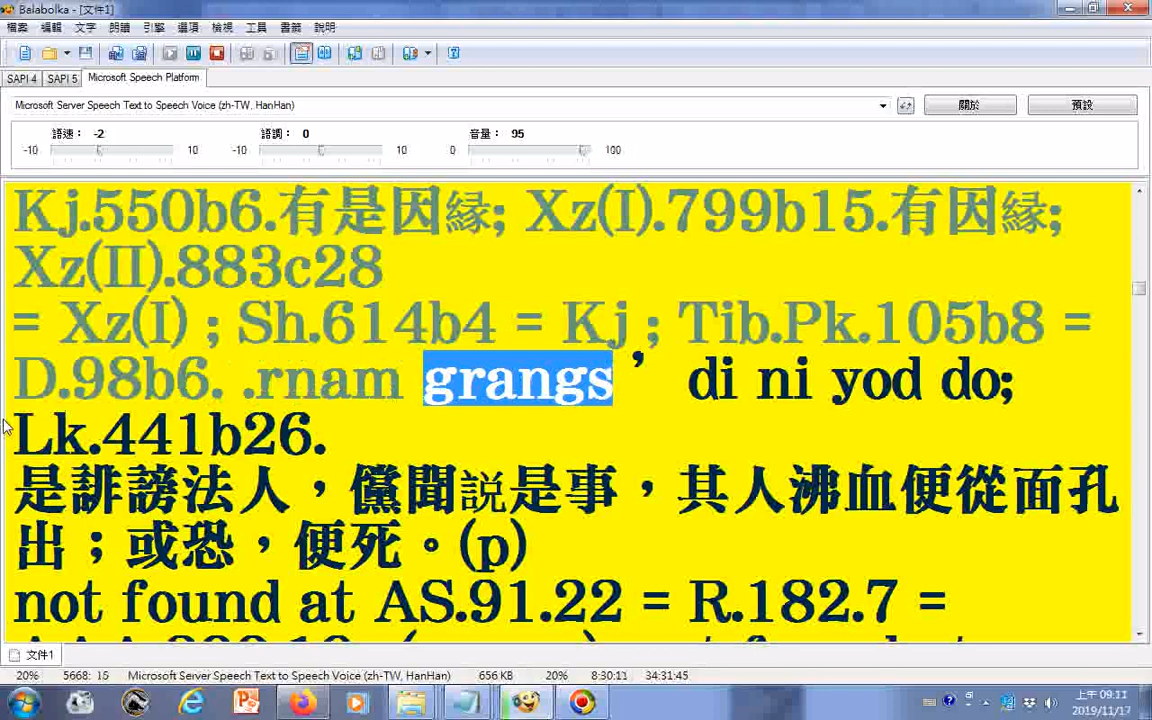 Balabolka - [文件1]
檔案 編輯 文字 朗讀 引擎 選項 檢視 工具 書籤 說明
SAPI 4 SAPI 5 Microsoft Speech Platform
Microsoft Server Speech Text to Speech Voice (zh-TW, HanHan) 關於 預設
語速： -2 語調： 0 音量： 95
-10 10 -10 10 0 100
Kj.550b6.有是因縁; Xz(I).799b15.有因縁;
Xz(II).883c28
= Xz(I) ; Sh.614b4 = Kj ; Tib.Pk.105b8 =
D.98b6. .rnam grangs ’ di ni yod do;
Lk.441b26.
是誹謗法人，儻聞説是事，其人沸血便從面孔
出；或恐，便死。(p)
not found at AS.91.22 = R.182.7 =
文件1
20% 5668: 15 Microsoft Server Speech Text to Speech Voice (zh-TW, HanHan) 656 KB 20% 8:30:11 34:31:45
上午 09:11
2019/11/17